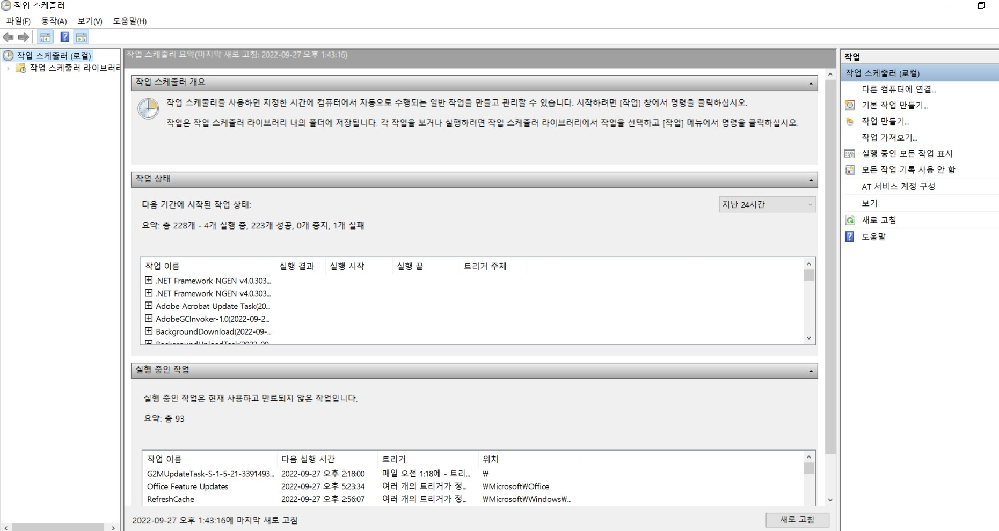 작업 스케줄러
파일(F) 동작(A) 보기(V) 도움말(H)
작업 스케줄러 (로컬)
작업 스케줄러 라이브러리
작업 스케줄러 요약(마지막 새로 고침: 2022-09-27 오후 1:43:16)
작업 스케줄러 개요
작업 스케줄러를 사용하면 지정한 시간에 컴퓨터에서 자동으로 수행되는 일반 작업을 만들고 관리할 수 있습니다. 시작하려면 [작업] 창에서 명령을 클릭하십시오.
작업은 작업 스케줄러 라이브러리 내의 폴더에 저장됩니다. 각 작업을 보거나 실행하려면 작업 스케줄러 라이브러리에서 작업을 선택하고 [작업] 메뉴에서 명령을 클릭하십시오.
작업 상태
다음 기간에 시작된 작업 상태:
지난 24시간
요약: 총 228개 - 4개 실행 중, 223개 성공, 0개 중지, 1개 실패
작업 이름 실행 결과 실행 시작 실행 끝 트리거 주체
.NET Framework NGEN v4.0.303...
.NET Framework NGEN v4.0.303...
Adobe Acrobat Update Task(20...
AdobeGCInvoker-1.0(2022-09-2...
BackgroundDownload(2022-09-...
BackgroundUploadTask(2022-09
실행 중인 작업
실행 중인 작업은 현재 사용하고 만료되지 않은 작업입니다.
요약: 총 93
작업 이름 다음 실행 시간 트리거 위치
G2MUpdateTask-S-1-5-21-3391493... 2022-09-27 오후 2:18:00 매일 오전 1:18에 - 트리... ₩
Office Feature Updates 2022-09-27 오후 5:23:34 여러 개의 트리거가 정... ₩Microsoft₩Office
RefreshCache 2022-09-27 오후 2:56:07 여러 개의 트리거가 정... ₩Microsoft₩Windows₩...
2022-09-27 오후 1:43:16에 마지막 새로 고침
새로 고침
작업
작업 스케줄러 (로컬)
다른 컴퓨터에 연결...
기본 작업 만들기...
작업 만들기...
작업 가져오기...
실행 중인 모든 작업 표시
모든 작업 기록 사용 안 함
AT 서비스 계정 구성
보기
새로 고침
도움말